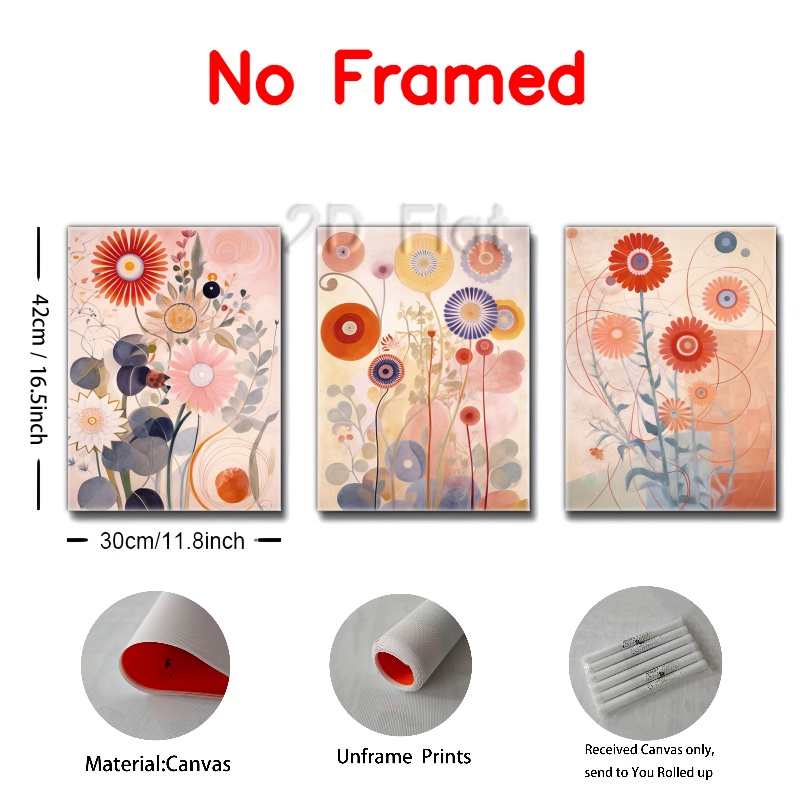 No Framed
2D Flat
42cm / 16.5inch
30cm/11.8inch
Material:Canvas
Unframe Prints
Received Canvas only,
send to You Rolled up